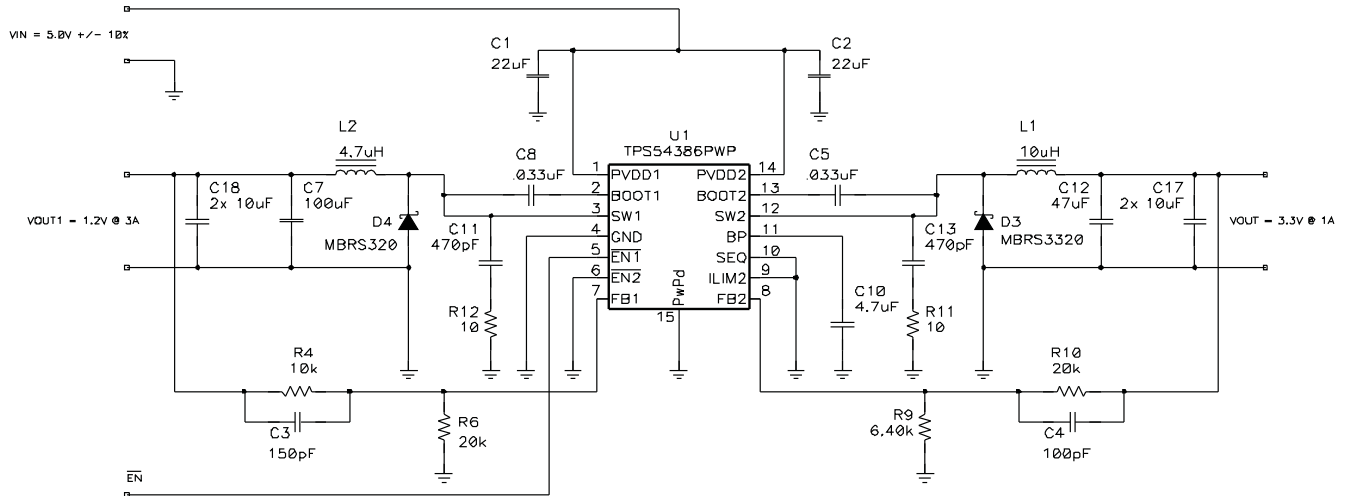 VIN = 5.0V +/- 10%
C1
22uF
C2
22uF
L2
4.7uH
C8
.033uF
U1
TPS54386PWP
C5
.033uF
L1
10uH
1
PVDD1
PVDD2
14
2
BOOT1
BOOT2
13
3
SW1
SW2
12
4
GND
BP
11
5
EN1
SEQ
10
6
EN2
ILIM2
9
7
FB1
FB2
8
PwPd
15
C18
2x 10uF
C7
100uF
D4
MBRS320
C11
470pF
VOUT1 = 1.2V @ 3A
C13
470pF
D3
MBRS3320
C12
47uF
C17
2x 10uF
VOUT = 3.3V @ 1A
R12
10
C10
4.7uF
R11
10
R4
10k
C3
150pF
R6
20k
R9
6.40k
R10
20k
C4
100pF
EN